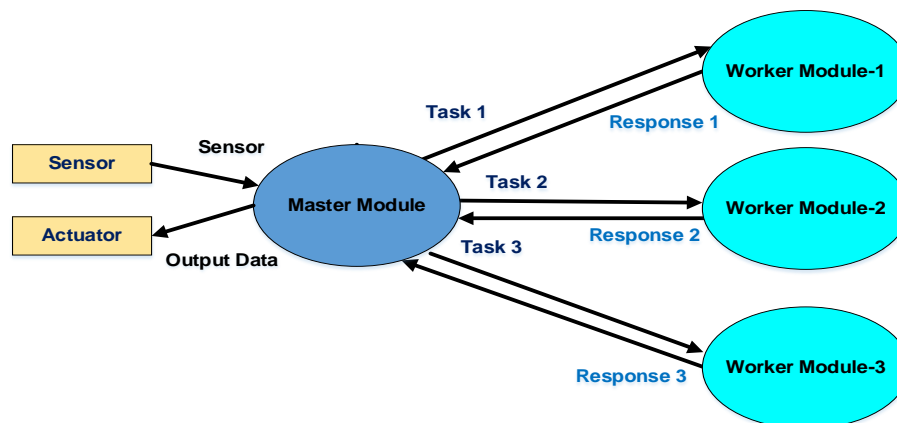 Worker Module-1
Task 1
Response 1
Sensor
Sensor
Task 2
Master Module
Worker Module-2
Actuator
Response 2
Task 3
Output Data
Worker Module-3
Response 3